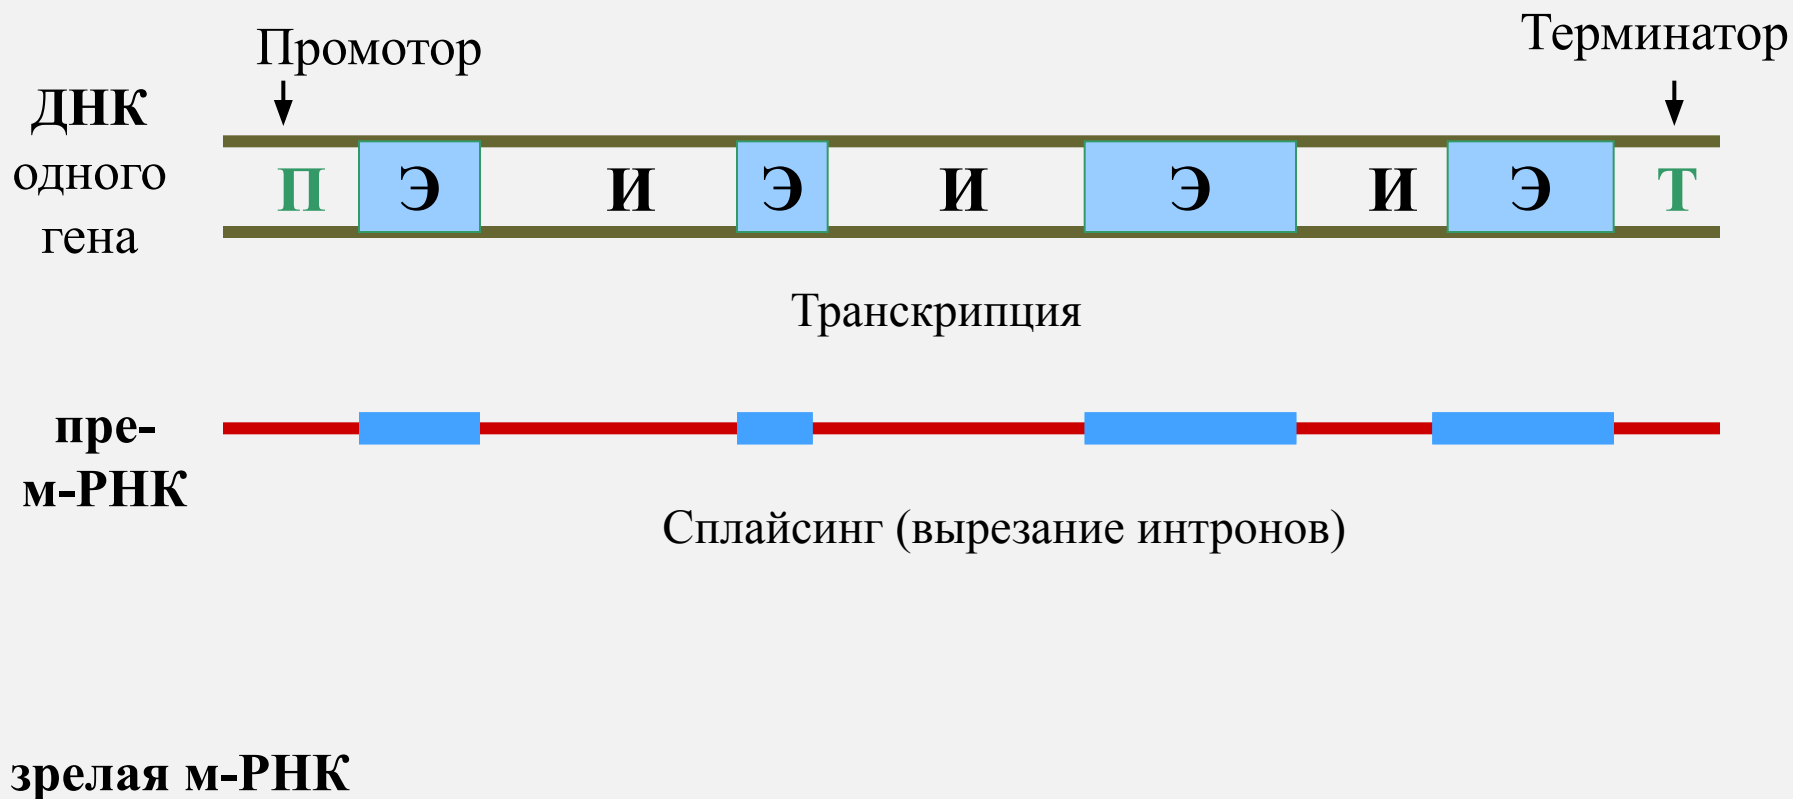 Промотор
Терминатор
ДНК
одного
гена
П Э И Э И Э И Э Т
Транскрипция
пре-
м-РНК
Сплайсинг (вырезание интронов)
зрелая м-РНК